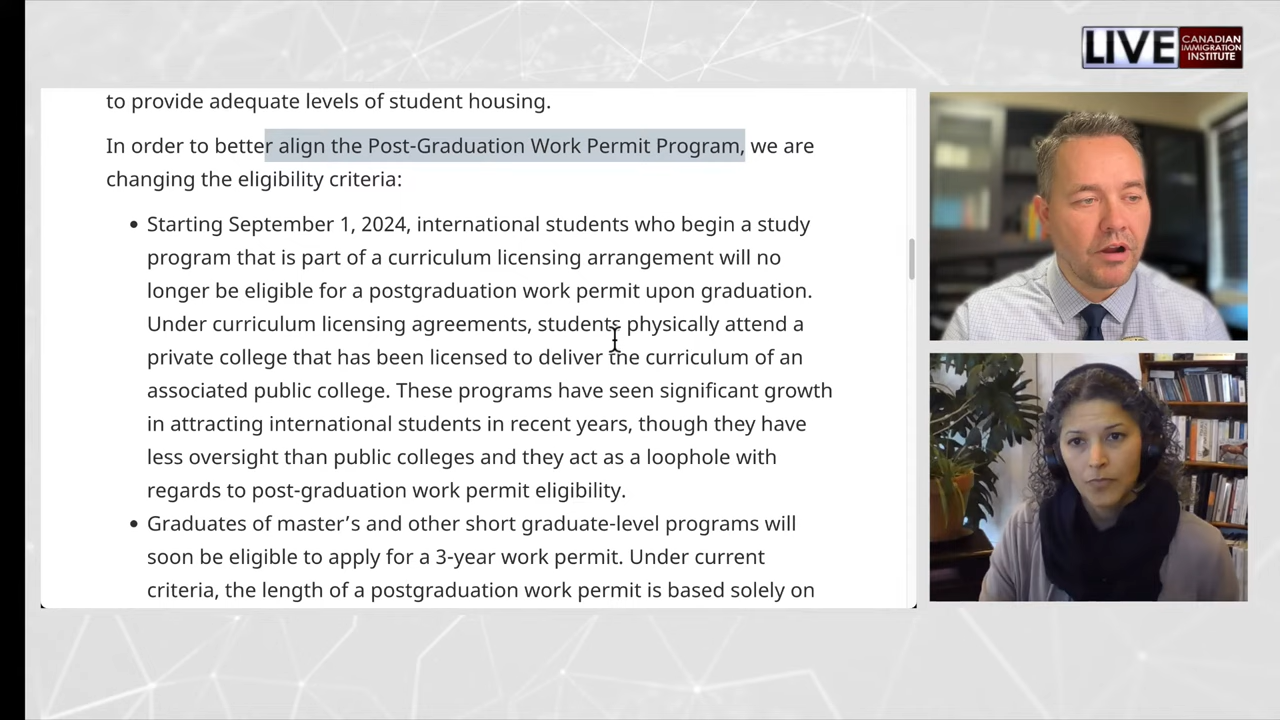 LIVE
CANADIAN
IMMIGRATION
INSTITUTE
to provide adequate levels of student housing.
In order to better align the Post-Graduation Work Permit Program, we are
changing the eligibility criteria:
• Starting September 1, 2024, international students who begin a study
program that is part of a curriculum licensing arrangement will no
longer be eligible for a postgraduation work permit upon graduation.
Under curriculum licensing agreements, students physically attend a
private college that has been licensed to deliver the curriculum of an
associated public college. These programs have seen significant growth
in attracting international students in recent years, though they have
less oversight than public colleges and they act as a loophole with
regards to post-graduation work permit eligibility.
• Graduates of master’s and other short graduate-level programs will
soon be eligible to apply for a 3-year work permit. Under current
criteria, the length of a postgraduation work permit is based solely on